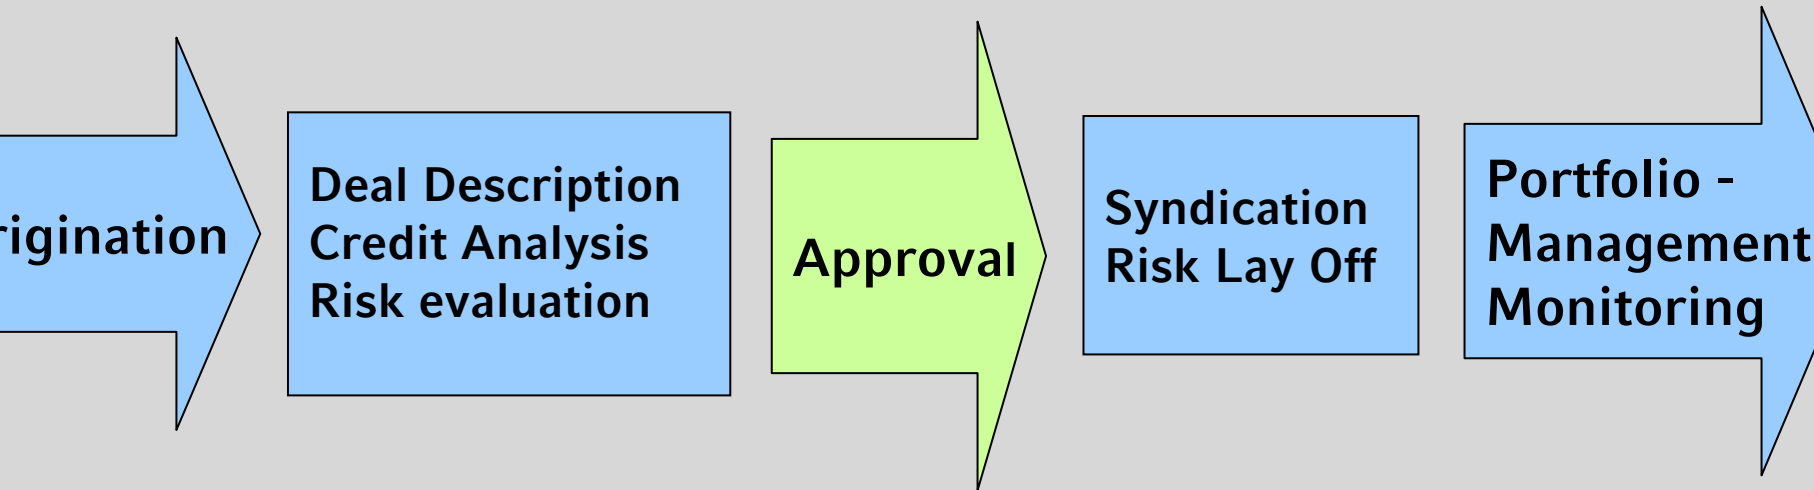 rigination
Deal Description
Credit Analysis
Risk evaluation
Approval
Syndication
Risk Lay Off
Portfolio -
Management
Monitoring